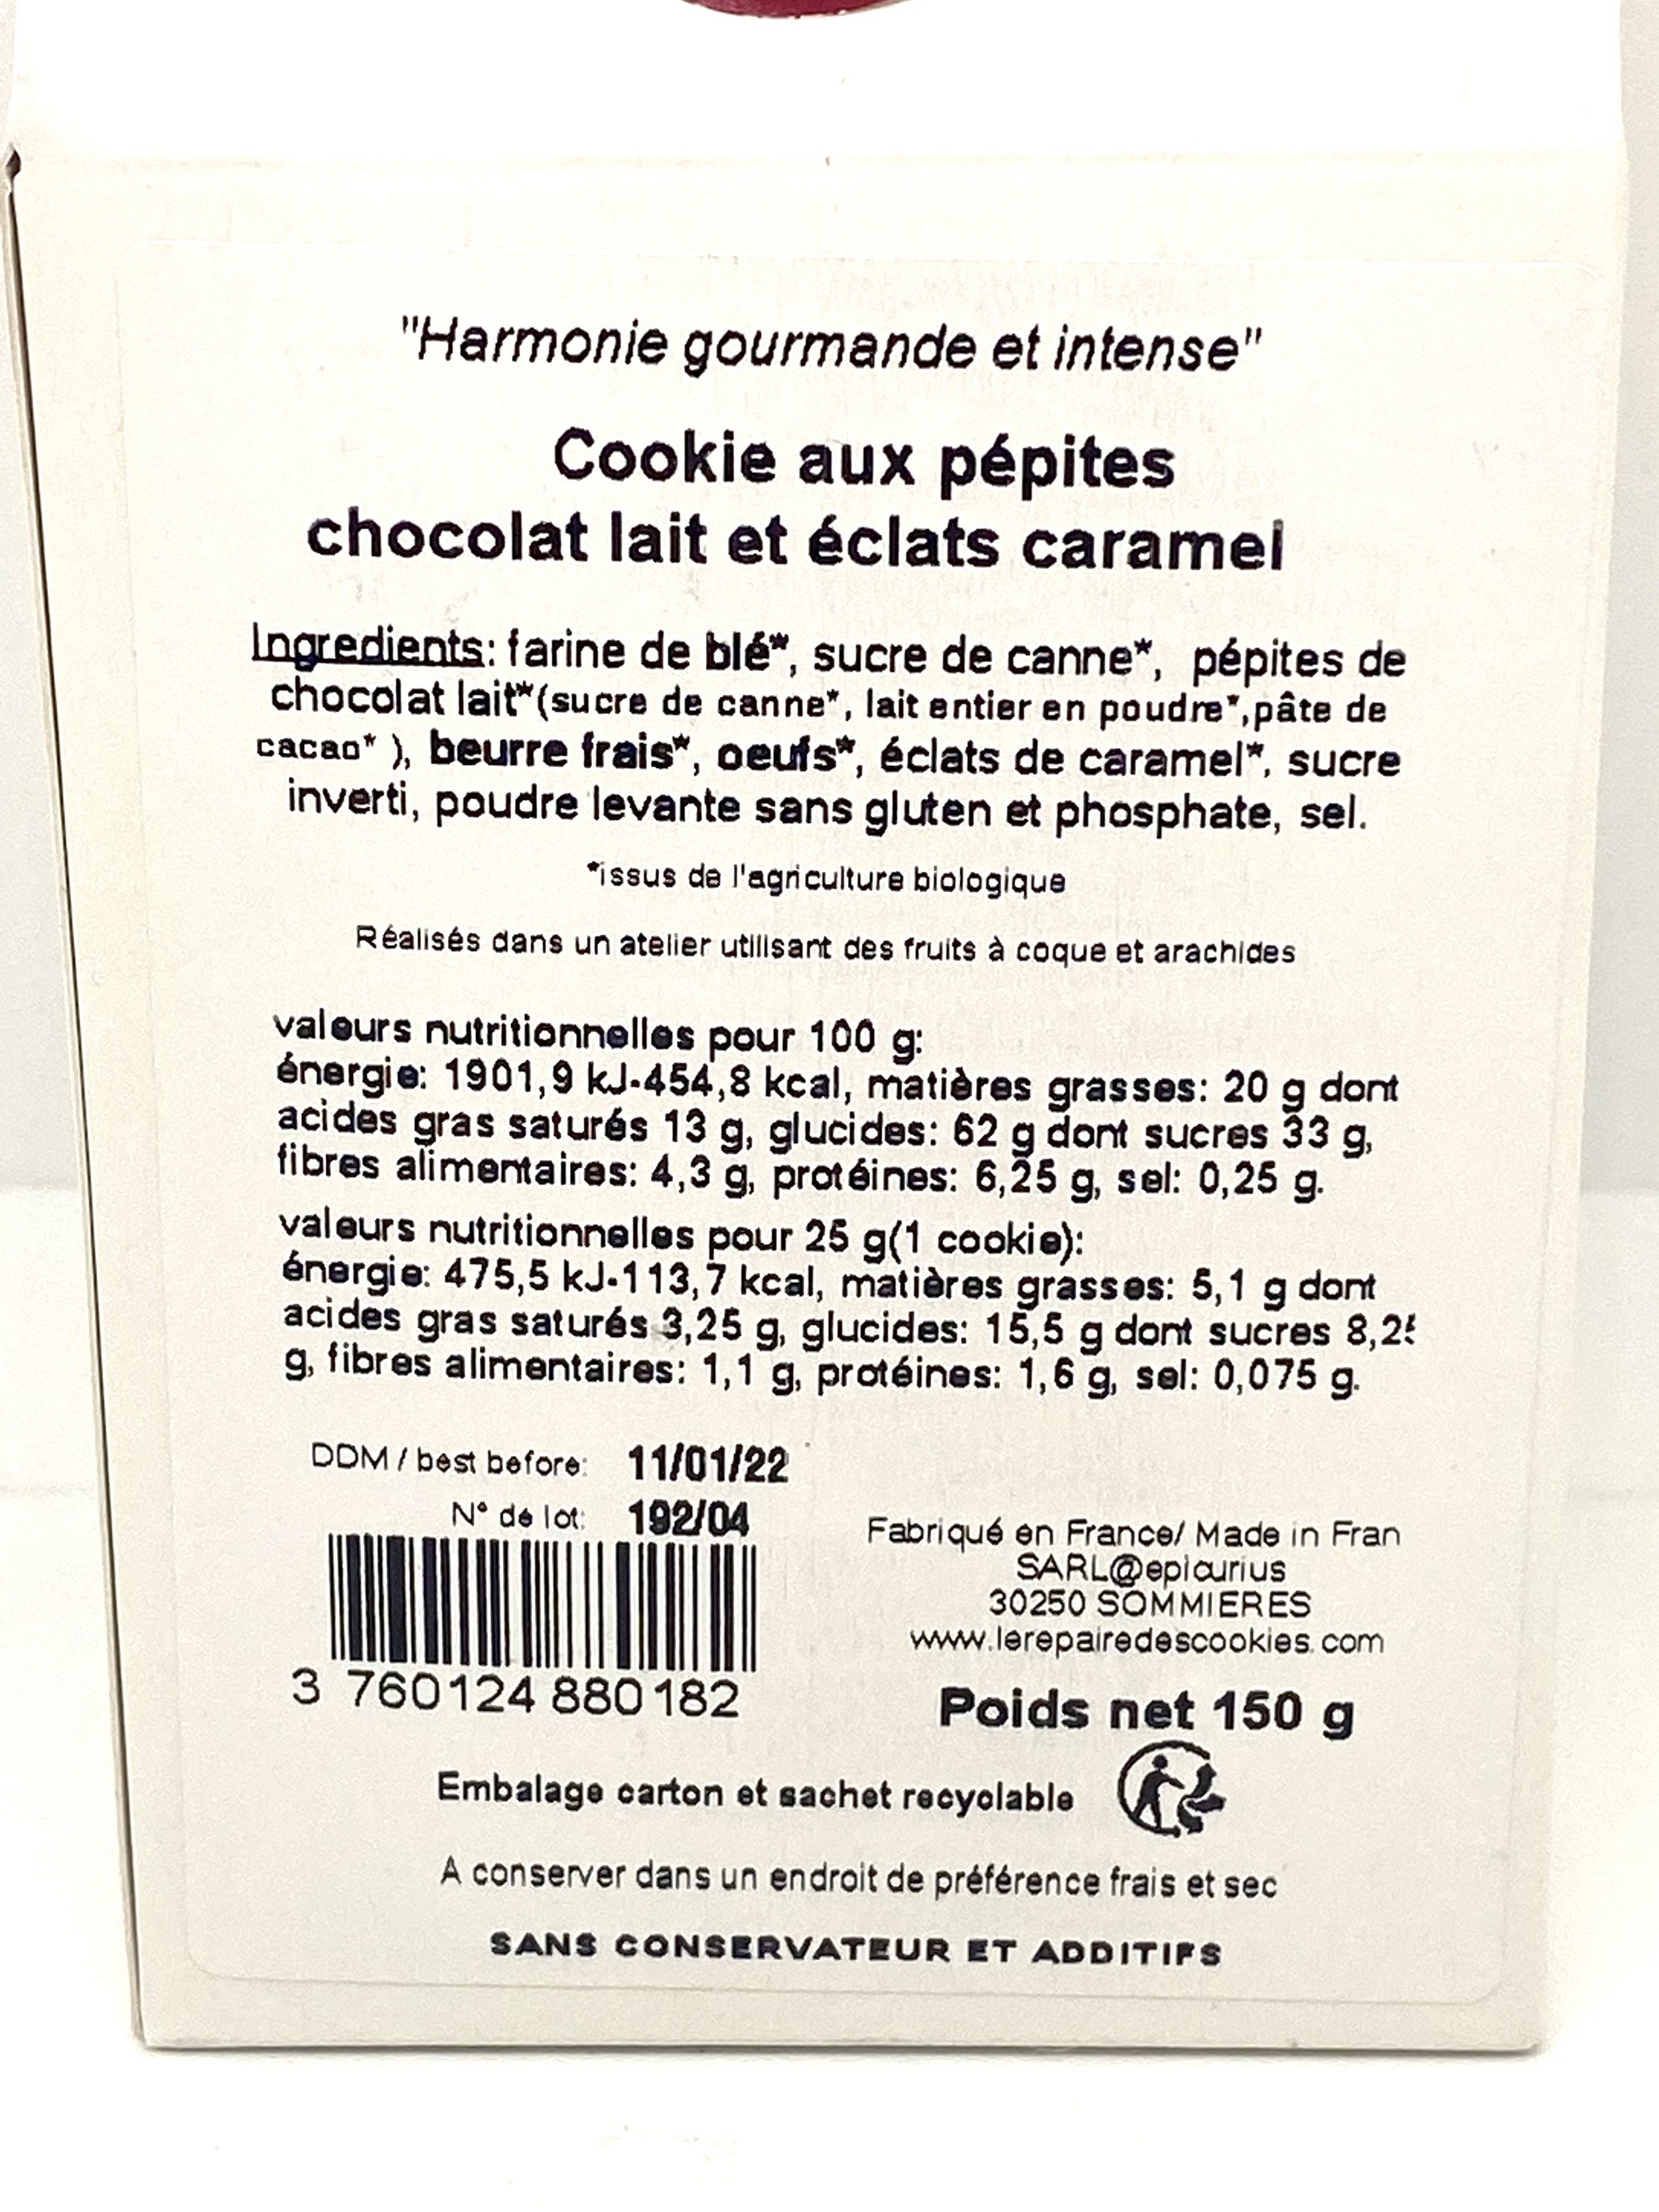 "Harmonie gourmande et intense"
Cookie aux pépites
chocolat lait et éclats caramel
Ingredients: farine de blé*, sucre de canne*, pépites de
chocolat lait*(sucre de canne*, lait entier en poudre*,pâte de
cacao* ), beurre frais*, oeufs*, éclats de caramel*, sucre
inverti, poudre levante sans gluten et phosphate, sel.
*issus de l'agriculture biologique
Réalisés dans un atelier utilisant des fruits à coque et arachides
valeurs nutritionnelles pour 100 g:
énergie: 1901,9 kJ-454,8 kcal, matières grasses: 20 g dont
acides gras saturés 13 g, glucides: 62 g dont sucres 33 g,
fibres alimentaires: 4,3 g, protéines: 6,25 g, sel: 0,25 g.
valeurs nutritionnelles pour 25 g(1 cookie):
énergie: 475,5 kJ-113,7 kcal, matières grasses: 5,1 g dont
acides gras saturés 3,25 g, glucides: 15,5 g dont sucres 8,25
g, fibres alimentaires: 1,1 g, protéines: 1,6 g, sel: 0,075 g.
DDM / best before: 11/01/22
N° de lot: 192/04
Fabriqué en France/ Made in Fran
SARL@epicurius
30250 SOMMIERES
www.lerepairedescookies.com
3 760124 880182
Poids net 150 g
Embalage carton et sachet recyclable
A conserver dans un endroit de préférence frais et sec
SANS CONSERVATEUR ET ADDITIFS